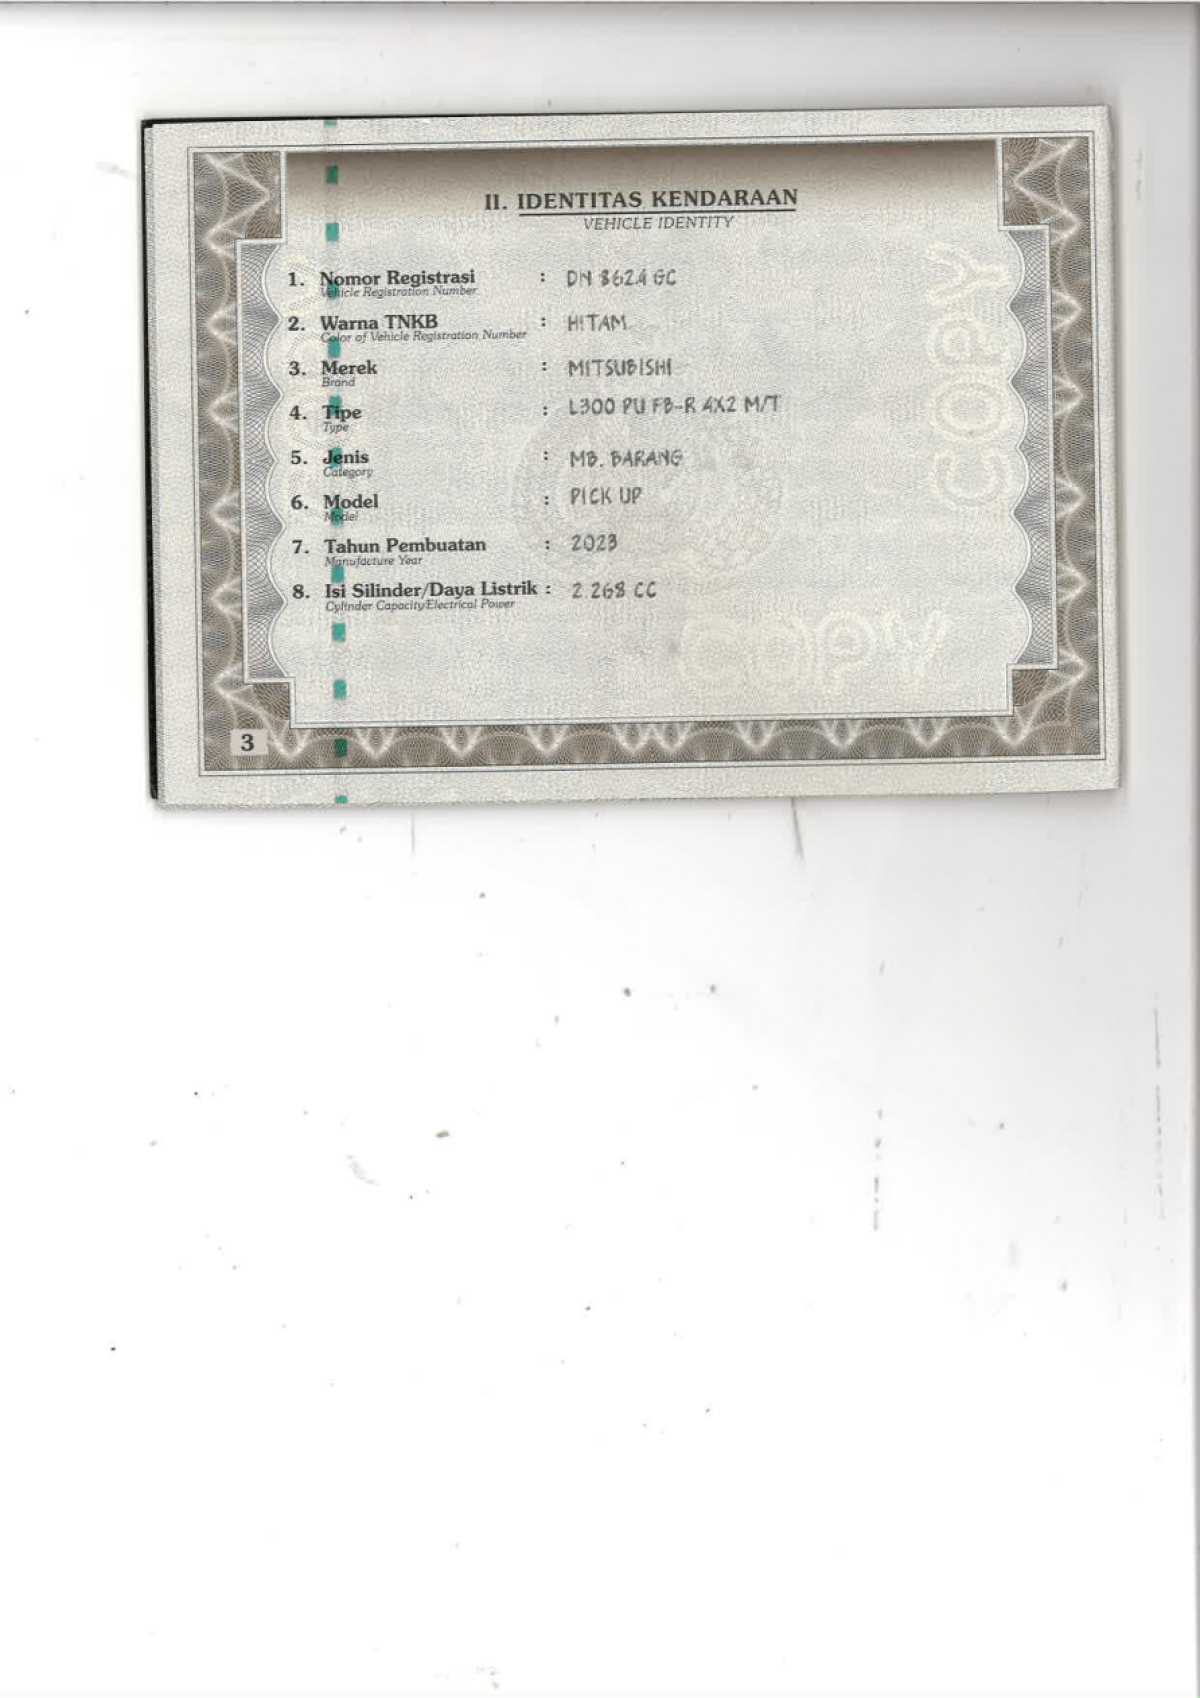 II. IDENTITAS KENDARAAN
VEHICLE IDENTITY
1. Nomor Registrasi : DN 8624 GC
Vehicle Registration Number
2. Warna TNKB : HITAM
Color of Vehicle Registration Number
3. Merek : MITSUBISHI
Brand
4. Tipe : L300 PU FB-R 4X2 M/T
Type
5. Jenis : MB. BARANG
Category
6. Model : PICK UP
Model
7. Tahun Pembuatan : 2023
Manufacture Year
8. Isi Silinder/Daya Listrik : 2 268 CC
Cylinder Capacity/Electrical Power
COPY
COPY
3